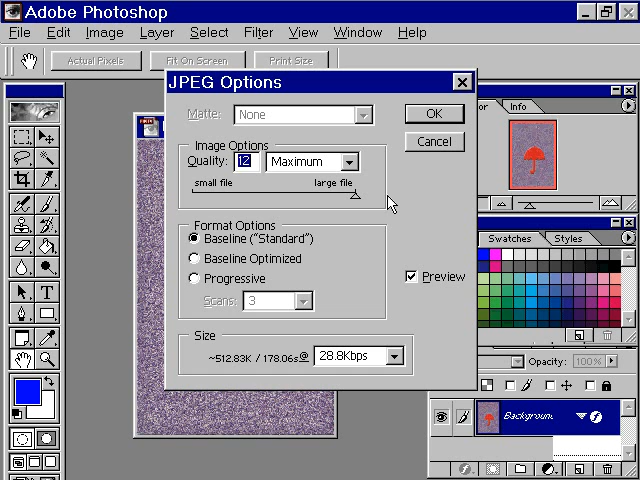 Adobe Photoshop
File Edit Image Layer Select Filter View Window Help
Actual Pixels Fit On Screen Print Size
JPEG Options
Info
Matte: None
OK
Cancel
Image Options
Quality: 12 Maximum
small file large file
Format Options
Baseline ("Standard")
Baseline Optimized
Progressive
Scans: 3
Preview
Size
~512.83K / 178.06s@ 28.8Kbps
Swatches Styles
Opacity: 100%
Background